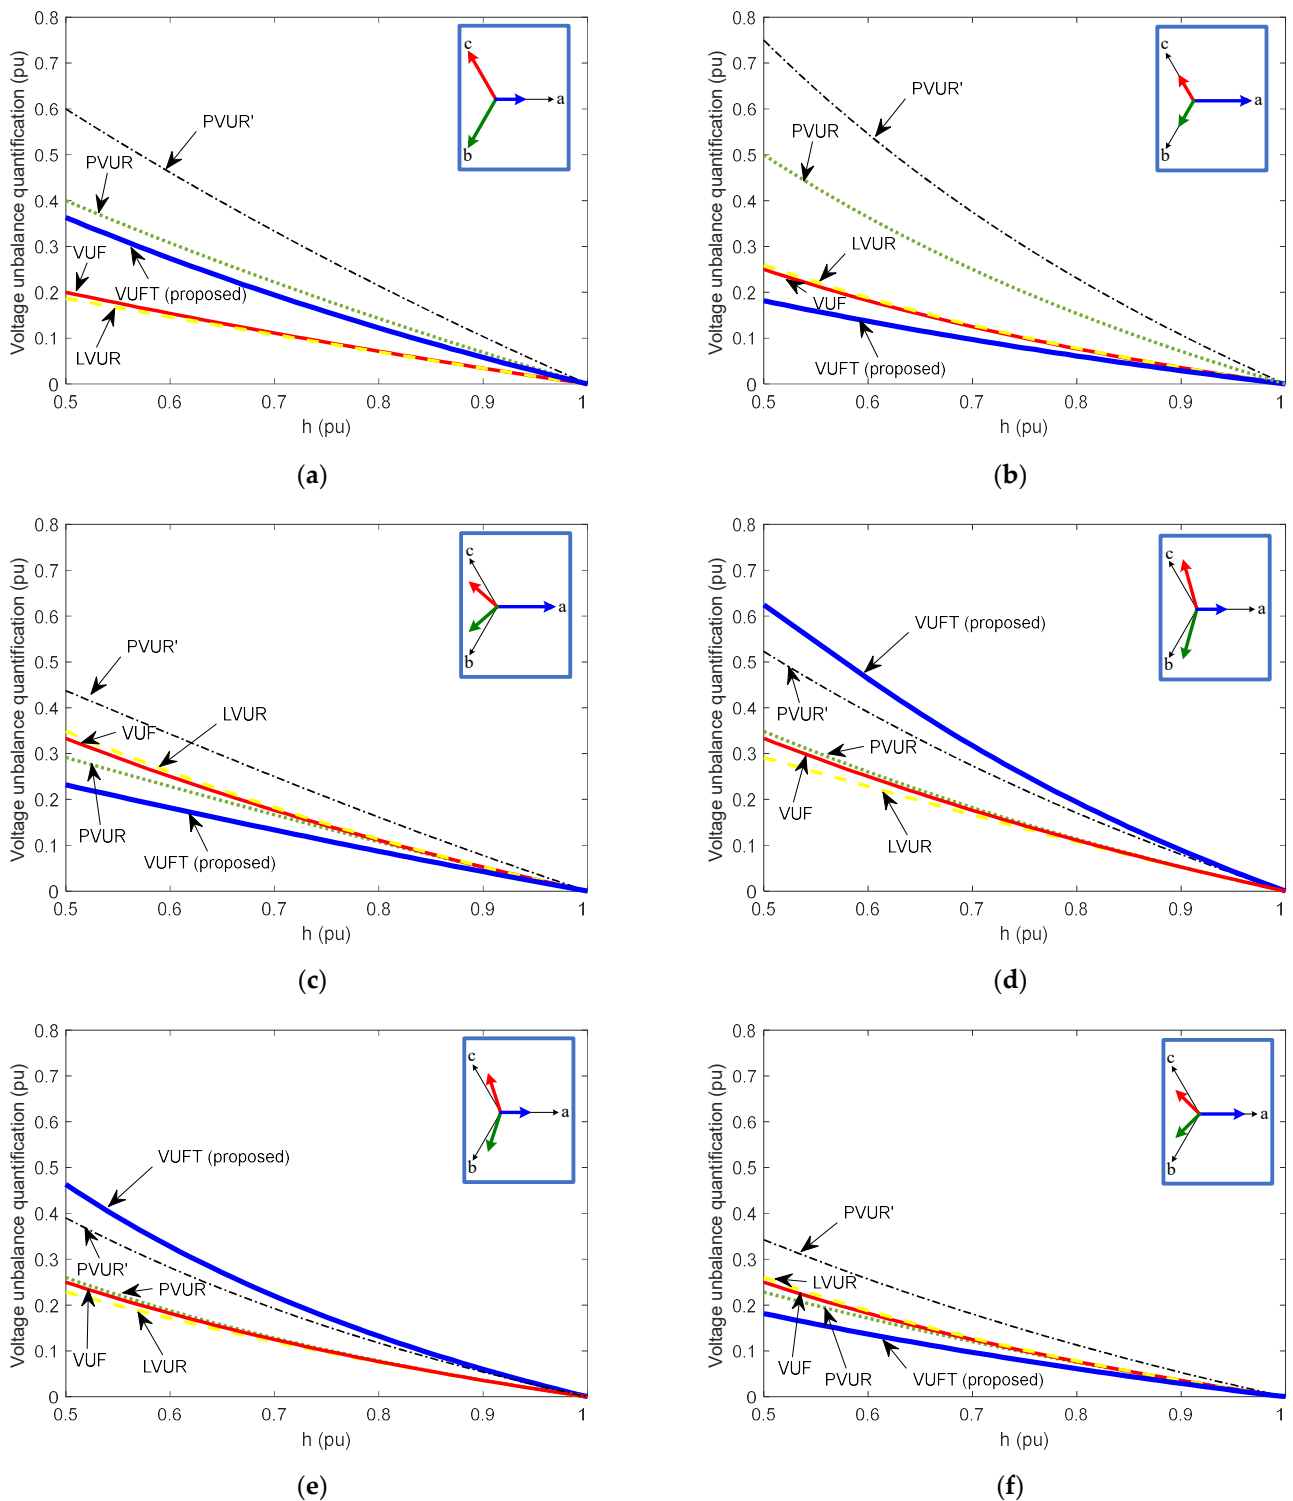 Voltage unbalance quantification (pu)
0.8
0.7
0.6
0.5
0.4
0.3
0.2
0.1
0
0.5 0.6 0.7 0.8 0.9 1
h (pu)
PVUR'
PVUR
VUF
VUFT (proposed)
LVUR
c
a
b
(a)
Voltage unbalance quantification (pu)
0.8
0.7
0.6
0.5
0.4
0.3
0.2
0.1
0
0.5 0.6 0.7 0.8 0.9 1
h (pu)
PVUR'
PVUR
LVUR
VUF
VUFT (proposed)
c
a
b
(b)
Voltage unbalance quantification (pu)
0.8
0.7
0.6
0.5
0.4
0.3
0.2
0.1
0
0.5 0.6 0.7 0.8 0.9 1
h (pu)
PVUR'
LVUR
VUF
PVUR
VUFT (proposed)
c
a
b
(c)
Voltage unbalance quantification (pu)
0.8
0.7
0.6
0.5
0.4
0.3
0.2
0.1
0
0.5 0.6 0.7 0.8 0.9 1
h (pu)
VUFT (proposed)
PVUR'
PVUR
VUF
LVUR
c
a
b
(d)
Voltage unbalance quantification (pu)
0.8
0.7
0.6
0.5
0.4
0.3
0.2
0.1
0
0.5 0.6 0.7 0.8 0.9 1
h (pu)
VUFT (proposed)
PVUR'
PVUR
VUF
LVUR
c
a
b
(e)
Voltage unbalance quantification (pu)
0.8
0.7
0.6
0.5
0.4
0.3
0.2
0.1
0
0.5 0.6 0.7 0.8 0.9 1
h (pu)
PVUR'
LVUR
VUF
PVUR
VUFT (proposed)
c
a
b
(f)